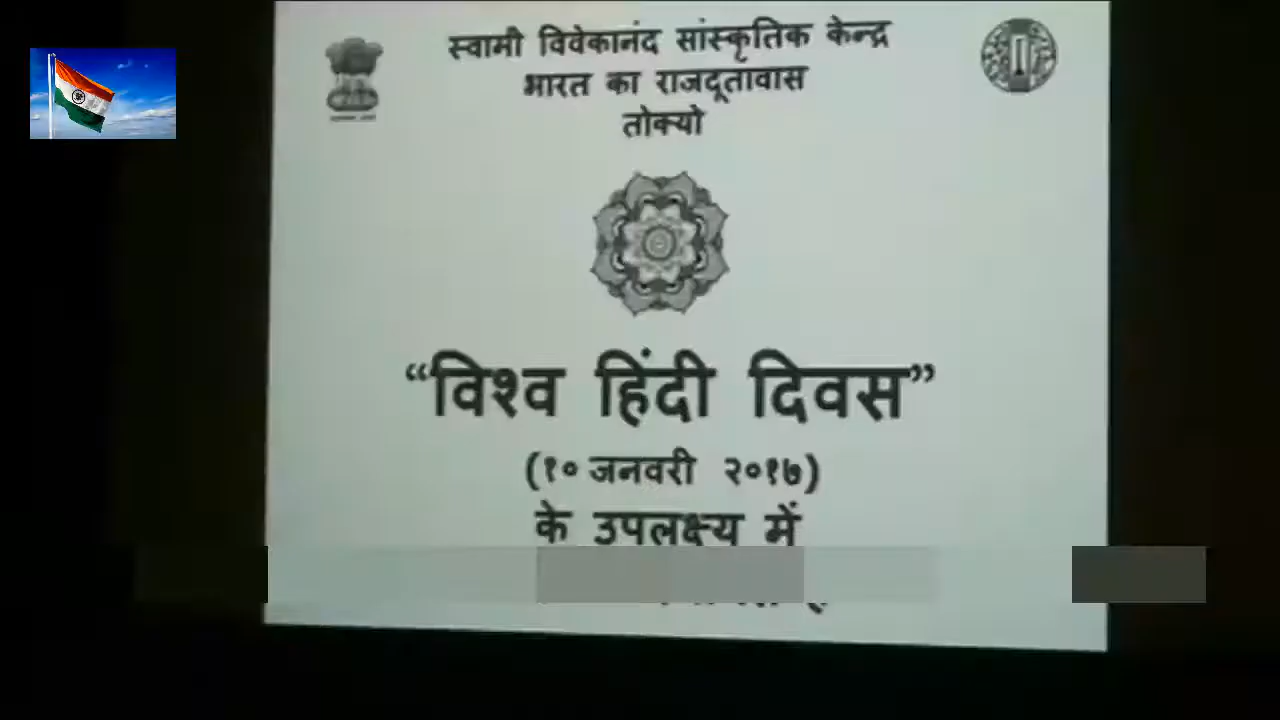 स्वामी विवेकानंद सांस्कृतिक केन्द्र
भारत का राजदूतावास
तोक्यो
“विश्व हिंदी दिवस”
(१० जनवरी २०१७)
के उपलक्ष्य में